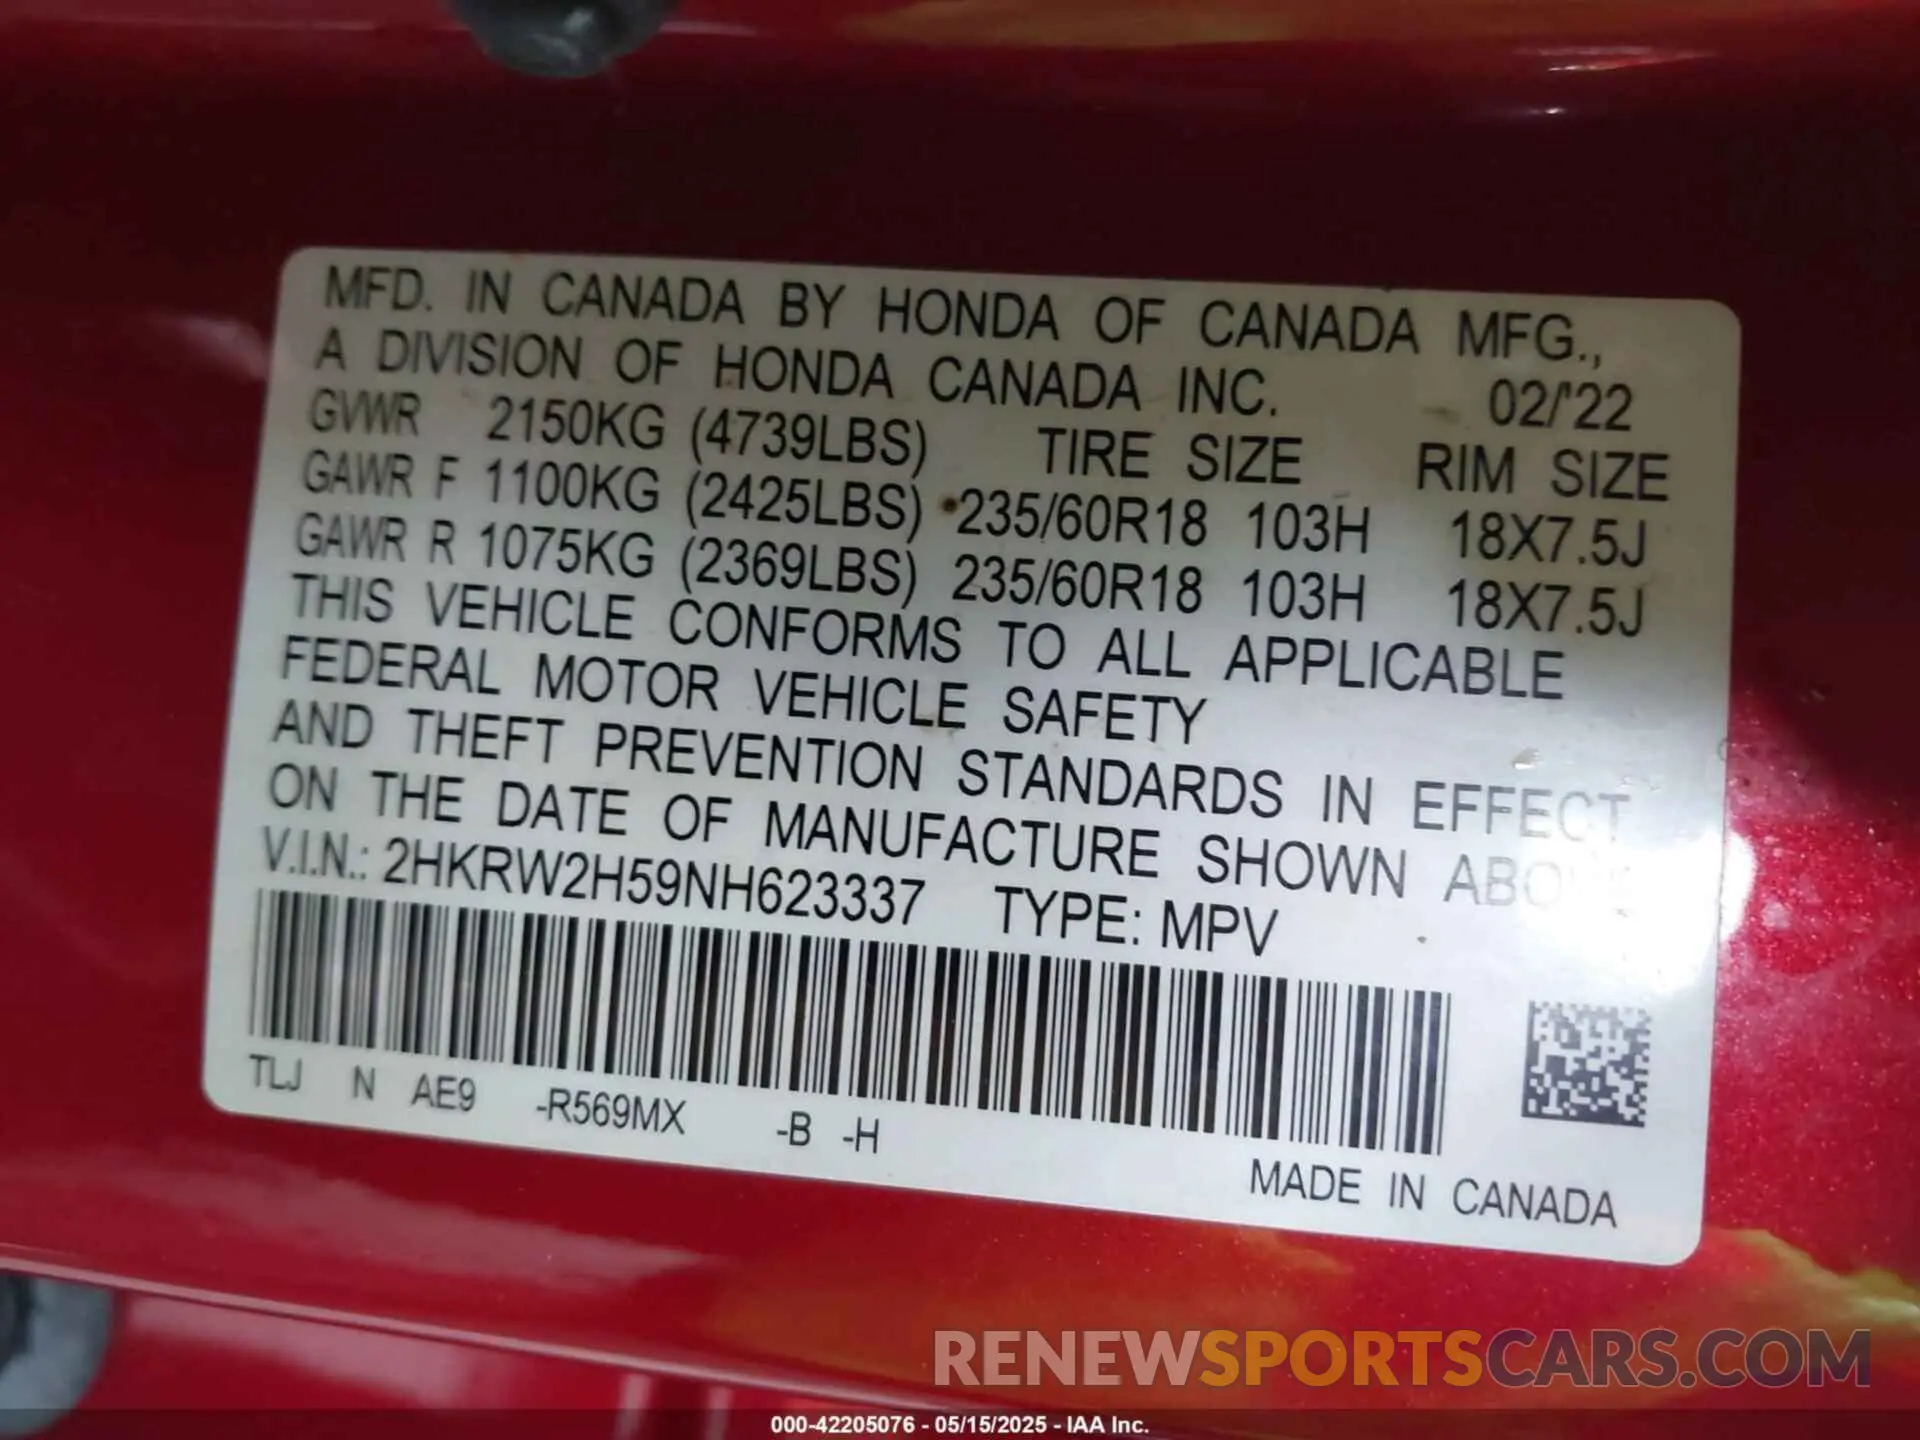 MFD. IN CANADA BY HONDA OF CANADA MFG.,
A DIVISION OF HONDA CANADA INC. 02/'22
GVWR 2150KG (4739LBS) TIRE SIZE RIM SIZE
GAWR F 1100KG (2425LBS) 235/60R18 103H 18X7.5J
GAWR R 1075KG (2369LBS) 235/60R18 103H 18X7.5J
THIS VEHICLE CONFORMS TO ALL APPLICABLE
FEDERAL MOTOR VEHICLE SAFETY
AND THEFT PREVENTION STANDARDS IN EFFECT
ON THE DATE OF MANUFACTURE SHOWN ABOVE
V.I.N.: 2HKRW2H59NH623337 TYPE: MPV
TLJ N AE9 -R569MX -B -H
MADE IN CANADA
RENEWSPORTSCARS.COM
000-42205076 - 05/15/2025 - IAA Inc.